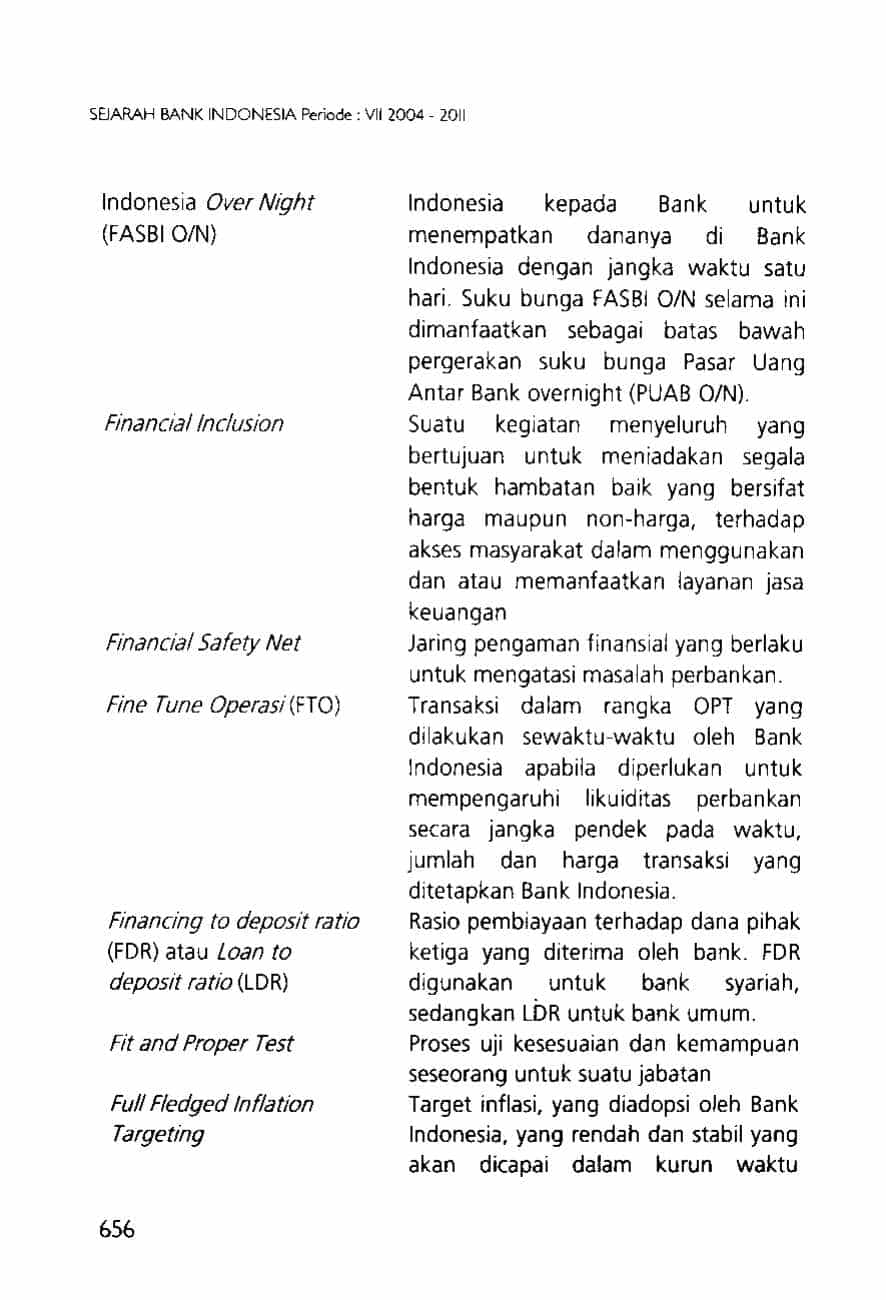 SEJARAH BANK INDONESIA Periode : VII 2004 - 2011
Indonesia Over Night
(FASBI O/N)
Indonesia kepada Bank untuk
menempatkan dananya di Bank
Indonesia dengan jangka waktu satu
hari. Suku bunga FASBI O/N selama ini
dimanfaatkan sebagai batas bawah
pergerakan suku bunga Pasar Uang
Antar Bank overnight (PUAB O/N).
Financial Inclusion
Suatu kegiatan menyeluruh yang
bertujuan untuk meniadakan segala
bentuk hambatan baik yang bersifat
harga maupun non-harga, terhadap
akses masyarakat dalam menggunakan
dan atau memanfaatkan layanan jasa
keuangan
Financial Safety Net
Jaring pengaman finansial yang berlaku
untuk mengatasi masalah perbankan.
Fine Tune Operasi (FTO)
Transaksi dalam rangka OPT yang
dilakukan sewaktu-waktu oleh Bank
Indonesia apabila diperlukan untuk
mempengaruhi likuiditas perbankan
secara jangka pendek pada waktu,
jumlah dan harga transaksi yang
ditetapkan Bank Indonesia.
Financing to deposit ratio
(FDR) atau Loan to
deposit ratio (LDR)
Rasio pembiayaan terhadap dana pihak
ketiga yang diterima oleh bank. FDR
digunakan untuk bank syariah,
sedangkan LDR untuk bank umum.
Fit and Proper Test
Proses uji kesesuaian dan kemampuan
seseorang untuk suatu jabatan
Full Fledged Inflation
Targeting
Target inflasi, yang diadopsi oleh Bank
Indonesia, yang rendah dan stabil yang
akan dicapai dalam kurun waktu
656